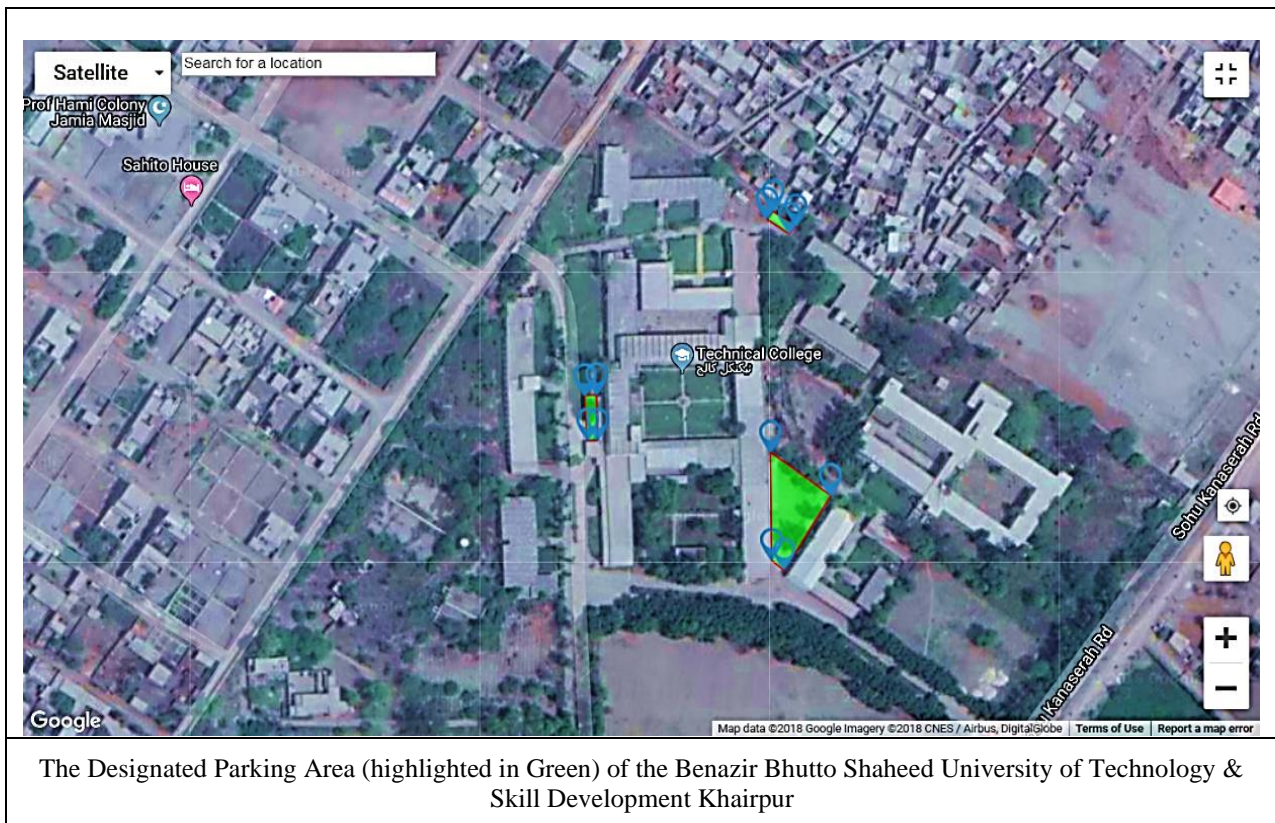 Satellite
Search for a location
Prof Hami Colony
Jamia Masjid
Sahito House
Technical College
ٹیکنیکل کالج
Sohu Kanaserah Rd
u Kanaserah Rd
Google
Map data ©2018 Google Imagery ©2018 CNES / Airbus, DigitalGlobe
Terms of Use
Report a map error
The Designated Parking Area (highlighted in Green) of the Benazir Bhutto Shaheed University of Technology &
Skill Development Khairpur